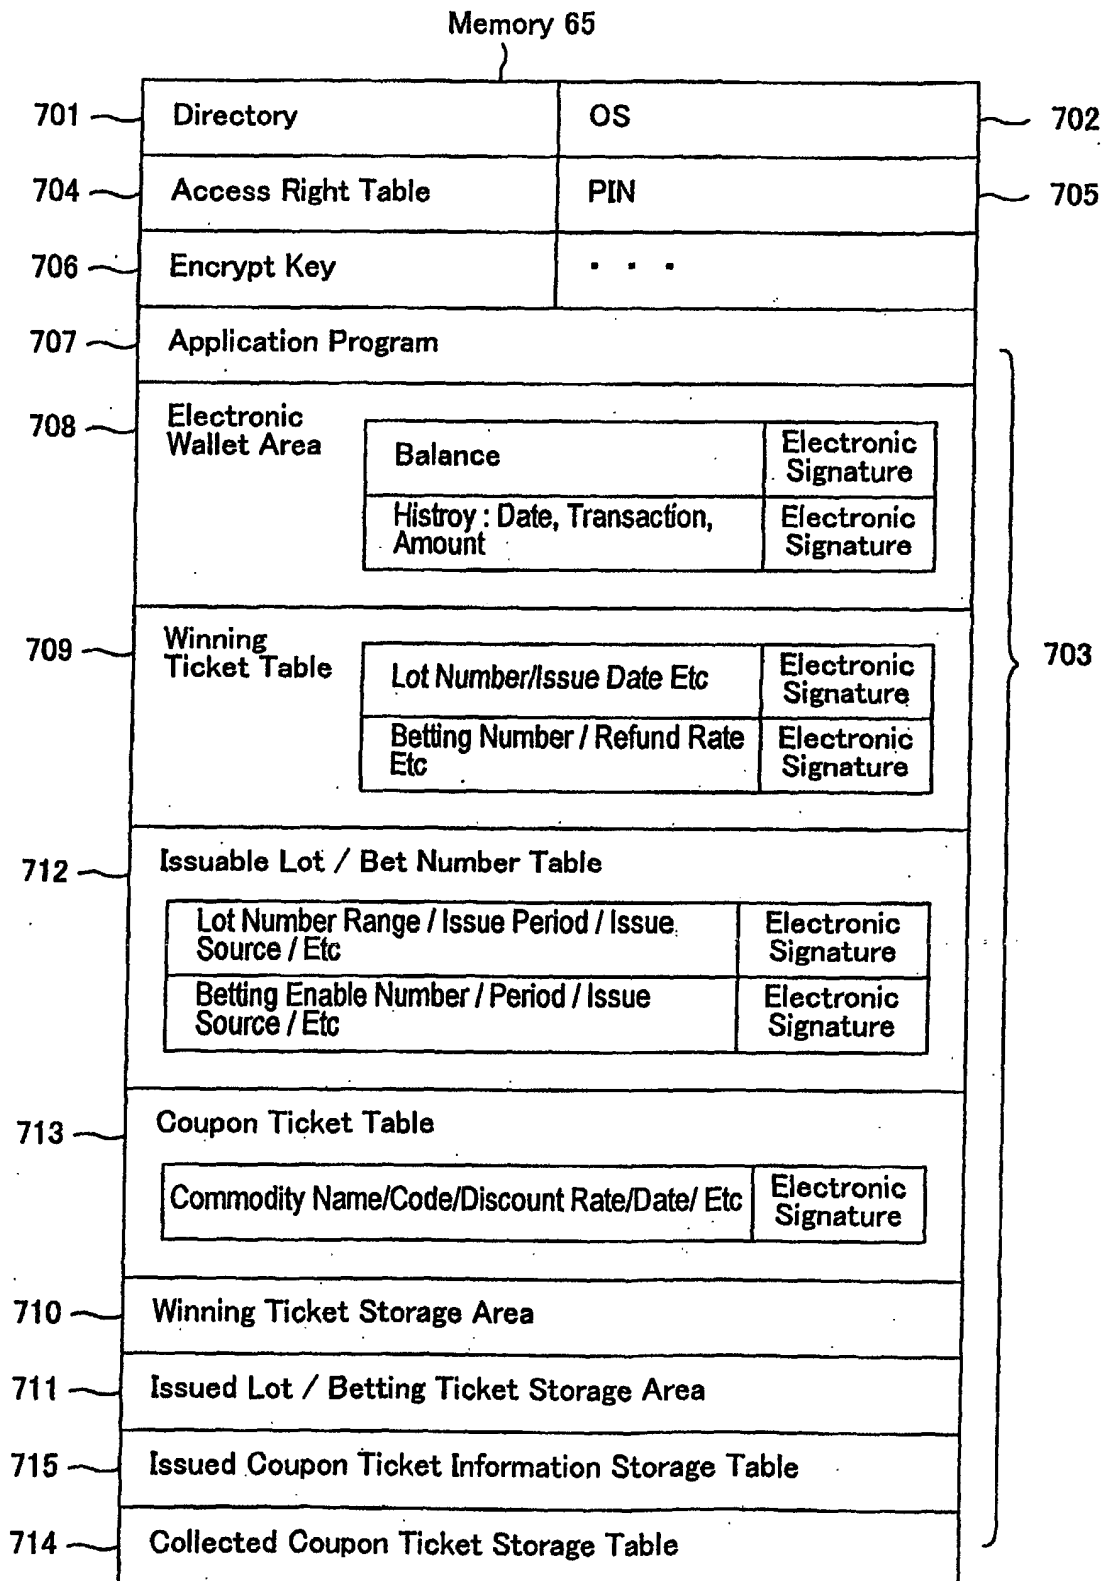 Memory 65
701 Directory OS 702
704 Access Right Table PIN 705
706 Encrypt Key . . .
707 Application Program
708 Electronic
Wallet Area
Balance
Electronic
Signature
Histroy : Date, Transaction,
Amount
Electronic
Signature
703
709 Winning
Ticket Table
Lot Number/Issue Date Etc
Electronic
Signature
Betting Number / Refund Rate
Etc
Electronic
Signature
712 Issuable Lot / Bet Number Table
Lot Number Range / Issue Period / Issue
Source / Etc
Electronic
Signature
Betting Enable Number / Period / Issue
Source / Etc
Electronic
Signature
713 Coupon Ticket Table
Commodity Name/Code/Discount Rate/Date/ Etc
Electronic
Signature
710 Winning Ticket Storage Area
711 Issued Lot / Betting Ticket Storage Area
715 Issued Coupon Ticket Information Storage Table
714 Collected Coupon Ticket Storage Table